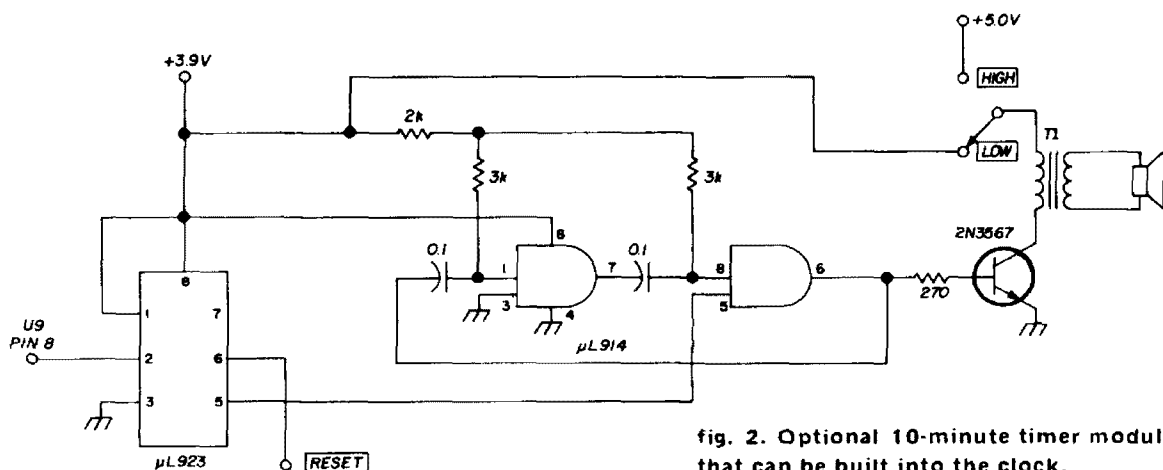 +5.0V
+3.9V
HIGH
2k
LOW
T1
3k
3k
2N3567
0.1
0.1
8
1
7
8
6
6
3
4
5
270
8
1
7
U9
PIN 8
2
6
3
5
μL914
μL923
RESET
fig. 2. Optional 10-minute timer modul
that can be built into the clock.